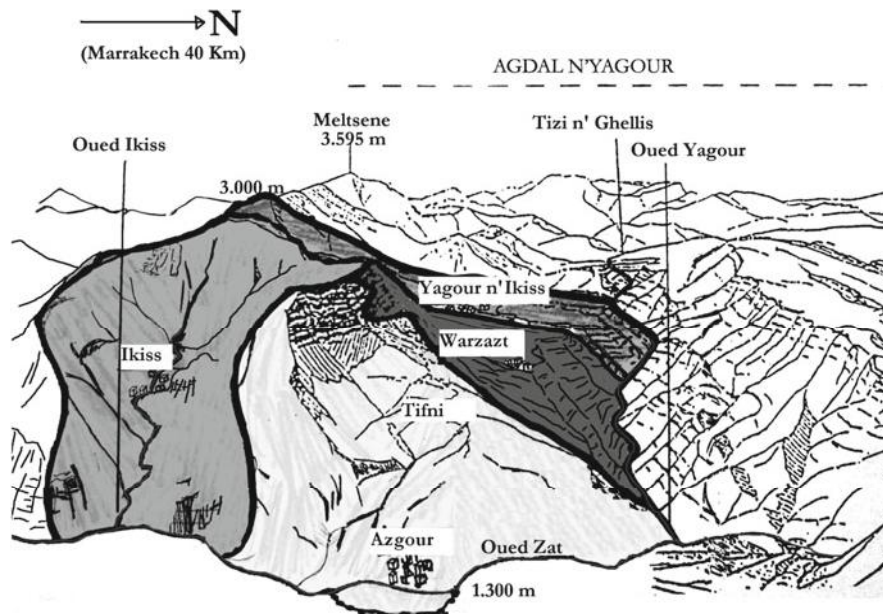 N
(Marrakech 40 Km)
AGDAL N'YAGOUR
Meltsene
3.595 m
Tizi n' Ghellis
Oued Ikiss
Oued Yagour
3.000 m
Yagour n'Ikiss
Warzazt
Ikiss
Tifni
Azgour
Oued Zat
1.300 m